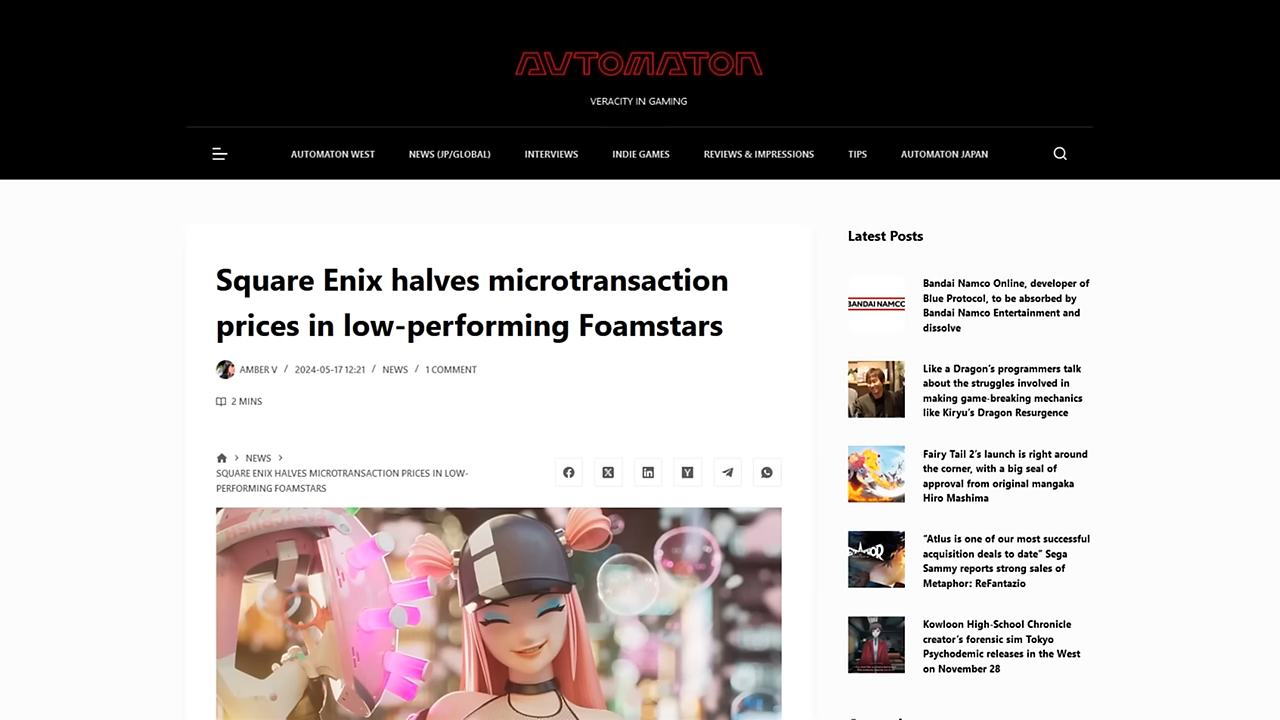 AVTOMATON
VERACITY IN GAMING
AUTOMATON WEST
NEWS (JP/GLOBAL)
INTERVIEWS
INDIE GAMES
REVIEWS & IMPRESSIONS
TIPS
AUTOMATON JAPAN
Square Enix halves microtransaction
prices in low-performing Foamstars
AMBER V / 2024-05-17 12:21 / NEWS / 1 COMMENT
2 MINS
NEWS
SQUARE ENIX HALVES MICROTRANSACTION PRICES IN LOW-
PERFORMING FOAMSTARS
Latest Posts
BANDAI NAMCO
Bandai Namco Online, developer of
Blue Protocol, to be absorbed by
Bandai Namco Entertainment and
dissolve
Like a Dragon’s programmers talk
about the struggles involved in
making game-breaking mechanics
like Kiryu’s Dragon Resurgence
Fairy Tail 2’s launch is right around
the corner, with a big seal of
approval from original mangaka
Hiro Mashima
“Atlus is one of our most successful
acquisition deals to date” Sega
Sammy reports strong sales of
Metaphor: ReFantazio
Kowloon High-School Chronicle
creator’s forensic sim Tokyo
Psychodemic releases in the West
on November 28